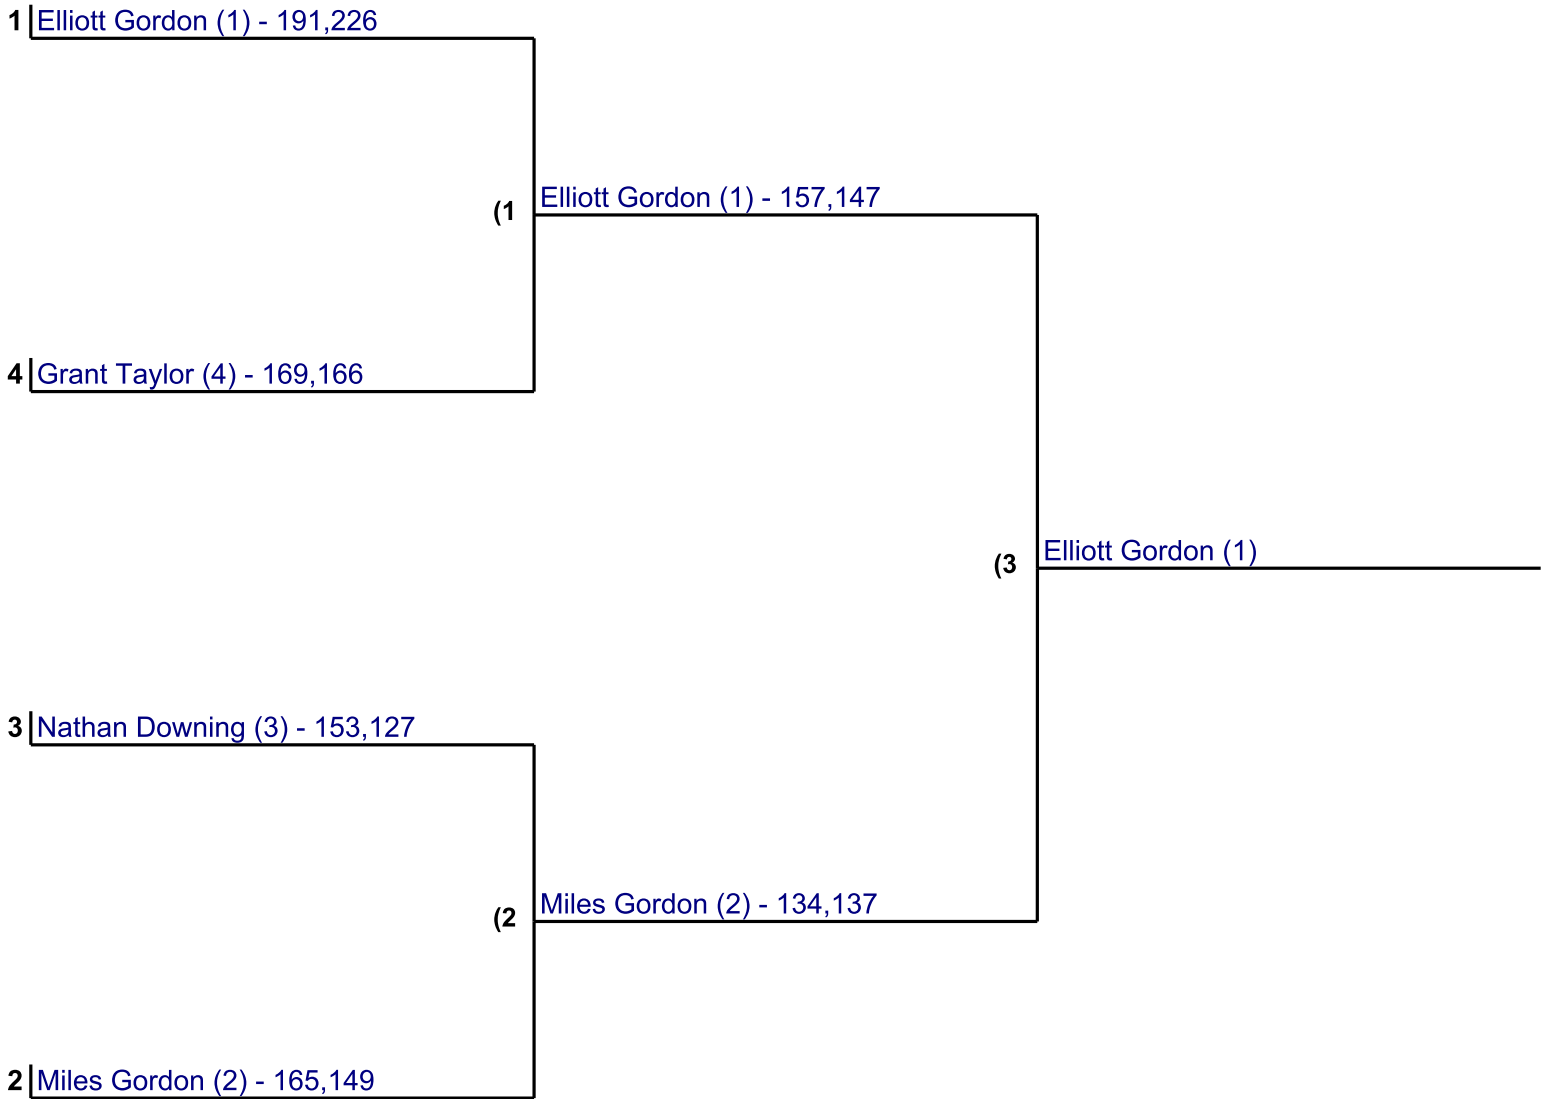 1 Elliott Gordon (1) - 191,226
(1 Elliott Gordon (1) - 157,147
4 Grant Taylor (4) - 169,166
(3 Elliott Gordon (1)
3 Nathan Downing (3) - 153,127
(2 Miles Gordon (2) - 134,137
2 Miles Gordon (2) - 165,149